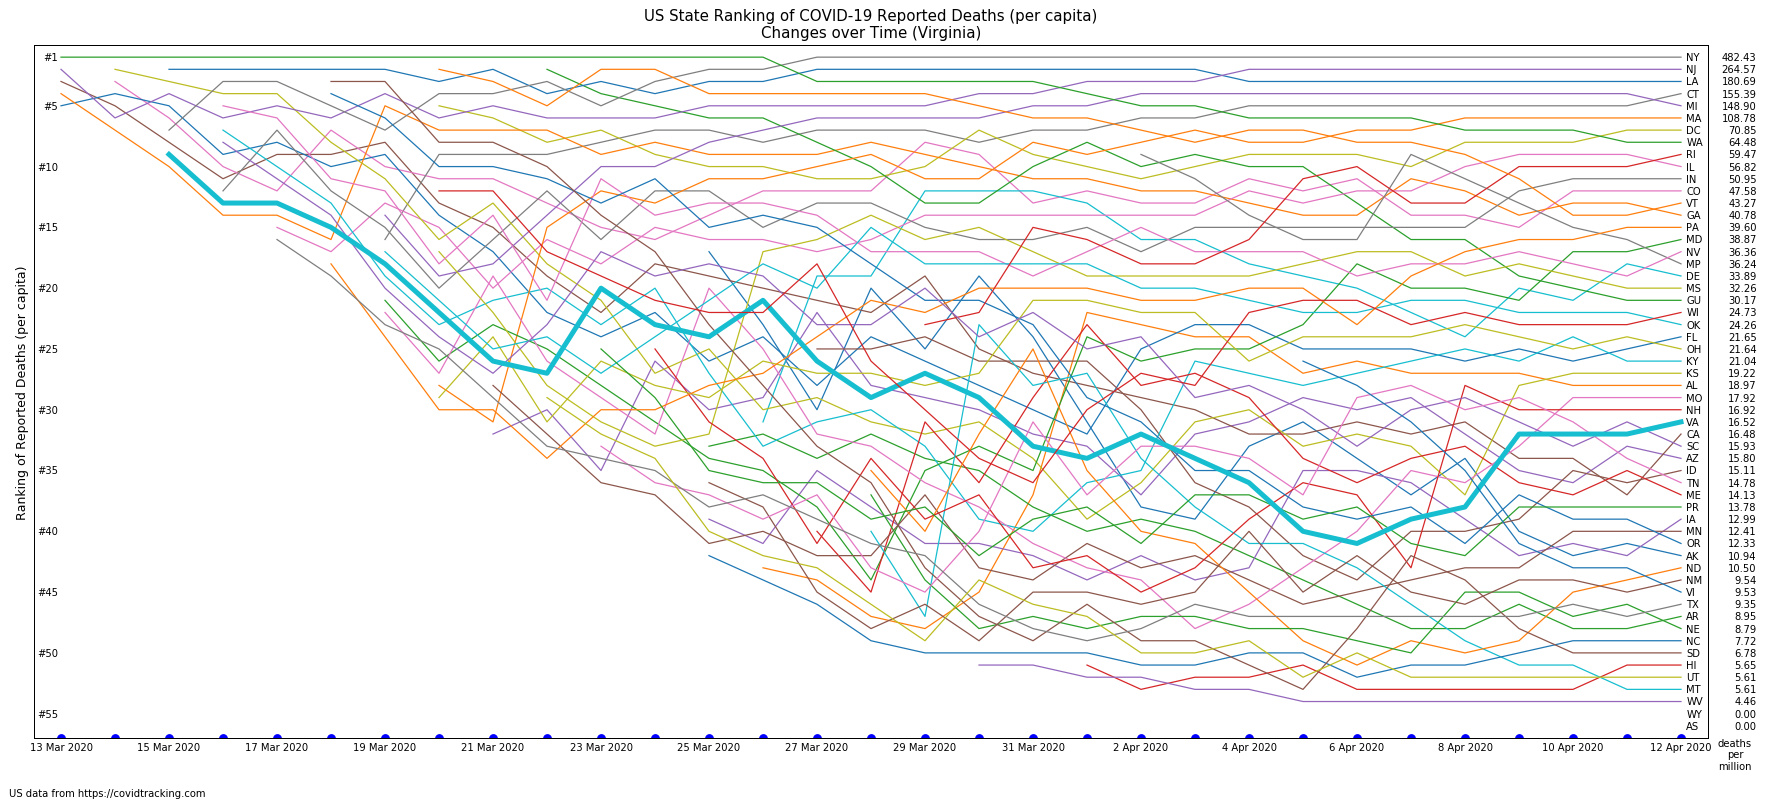 US State Ranking of COVID-19 Reported Deaths (per capita)
Changes over Time (Virginia)
Ranking of Reported Deaths (per capita)
#1
#5
#10
#15
#20
#25
#30
#35
#40
#45
#50
#55
NY 482.43
NJ 264.57
LA 180.69
CT 155.39
MI 148.90
MA 108.78
DC 70.85
WA 64.48
RI 59.47
IL 56.82
IN 50.95
CO 47.58
VT 43.27
GA 40.78
PA 39.60
MD 38.87
NV 36.36
MP 36.24
DE 33.89
MS 32.26
GU 30.17
WI 24.73
OK 24.26
FL 21.65
OH 21.64
KY 21.04
KS 19.22
AL 18.97
MO 17.92
NH 16.92
VA 16.52
CA 16.48
SC 15.93
AZ 15.80
ID 15.11
TN 14.78
ME 14.13
PR 13.78
IA 12.99
MN 12.41
OR 12.33
AK 10.94
ND 10.50
NM 9.54
VI 9.53
TX 9.35
AR 8.95
NE 8.79
NC 7.72
SD 6.78
HI 5.65
UT 5.61
MT 5.61
WV 4.46
WY 0.00
AS 0.00
13 Mar 2020 15 Mar 2020 17 Mar 2020 19 Mar 2020 21 Mar 2020 23 Mar 2020 25 Mar 2020 27 Mar 2020 29 Mar 2020 31 Mar 2020 2 Apr 2020 4 Apr 2020 6 Apr 2020 8 Apr 2020 10 Apr 2020 12 Apr 2020
deaths
per
million
US data from https://covidtracking.com